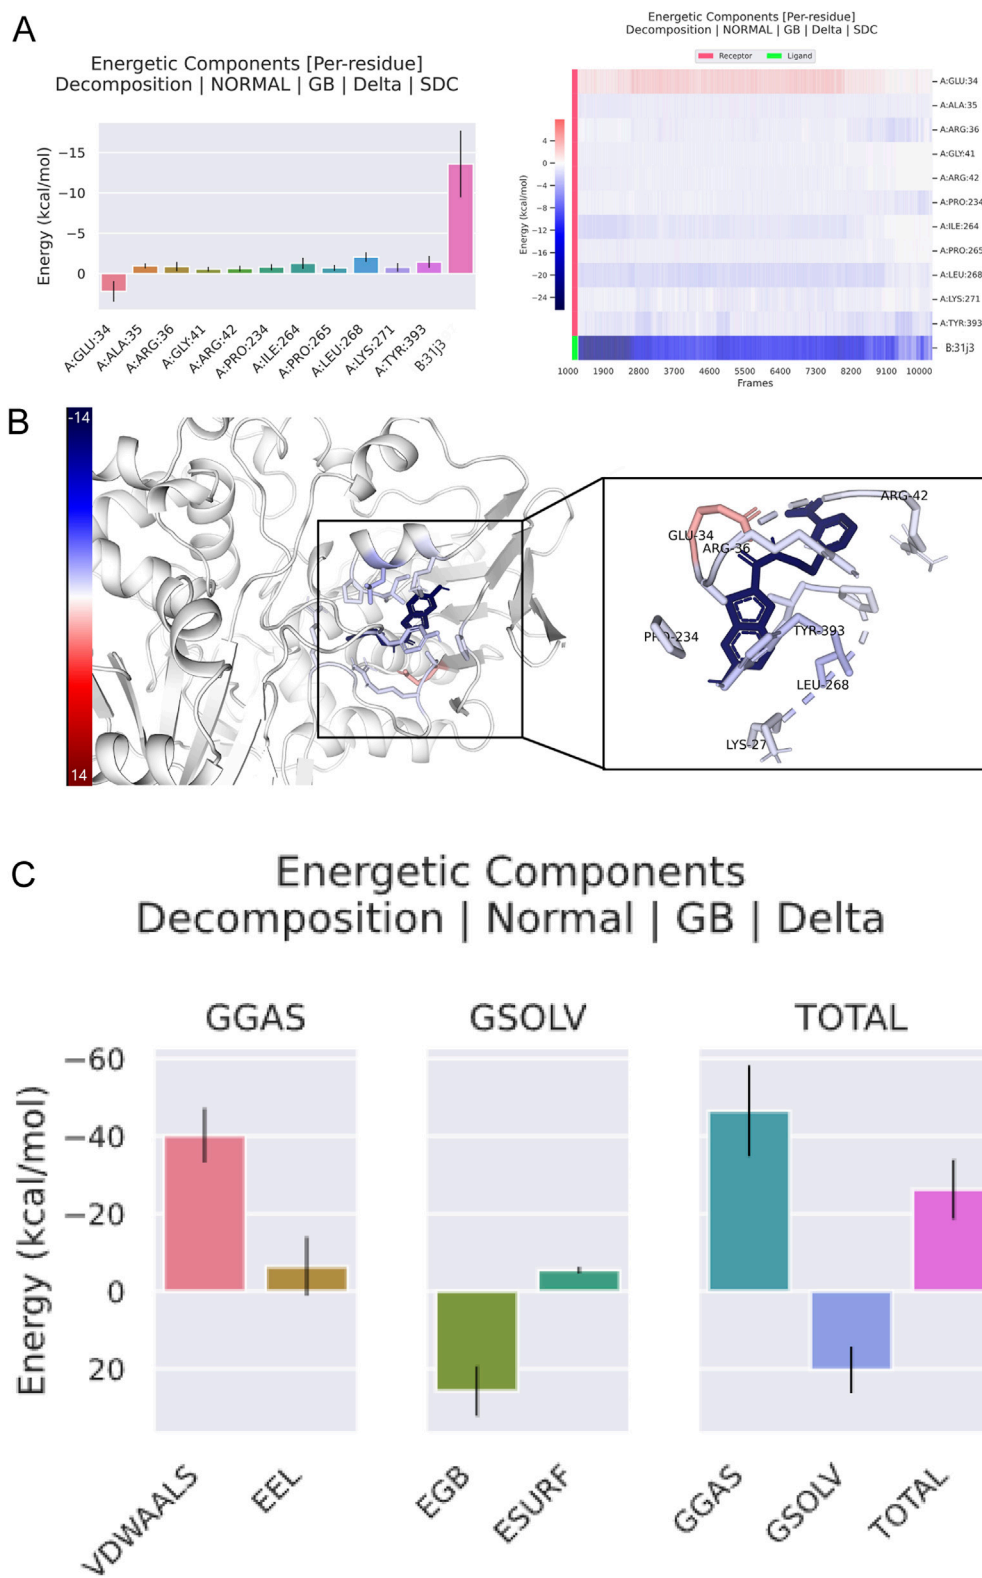 A
Energetic Components [Per-residue]
Decomposition | NORMAL | GB | Delta | SDC
Energy (kcal/mol)
−15
−10
−5
0
A:GLU:34
A:ALA:35
A:ARG:36
A:GLY:41
A:ARG:42
A:PRO:234
A:ILE:264
A:PRO:265
A:LEU:268
A:LYS:271
A:TYR:393
B:31j3
Energetic Components [Per-residue]
Decomposition | NORMAL | GB | Delta | SDC
Receptor
Ligand
Energy (kcal/mol)
4
0
−4
−8
−12
−16
−20
−24
A:GLU:34
A:ALA:35
A:ARG:36
A:GLY:41
A:ARG:42
A:PRO:234
A:ILE:264
A:PRO:265
A:LEU:268
A:LYS:271
A:TYR:393
B:31j3
1000 1900 2800 3700 4600 5500 6400 7300 8200 9100 10000
Frames
B
-14
14
ARG-42
GLU-34
ARG-36
TYR-393
LEU-268
LYS-27
C
Energetic Components
Decomposition | Normal | GB | Delta
GGAS
GSOLV
TOTAL
Energy (kcal/mol)
−60
−40
−20
0
20
VDWAALS
EEL
EGB
ESURF
GGAS
GSOLV
TOTAL